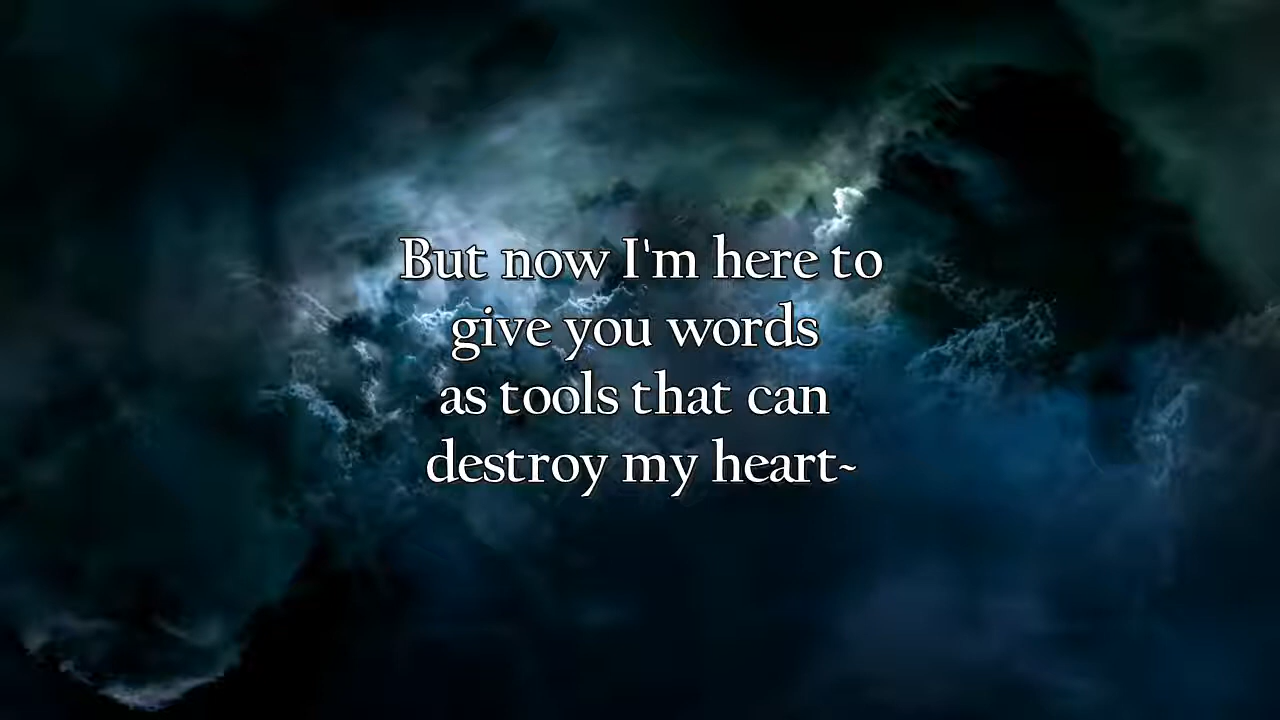 But now I'm here to
give you words
as tools that can
destroy my heart~